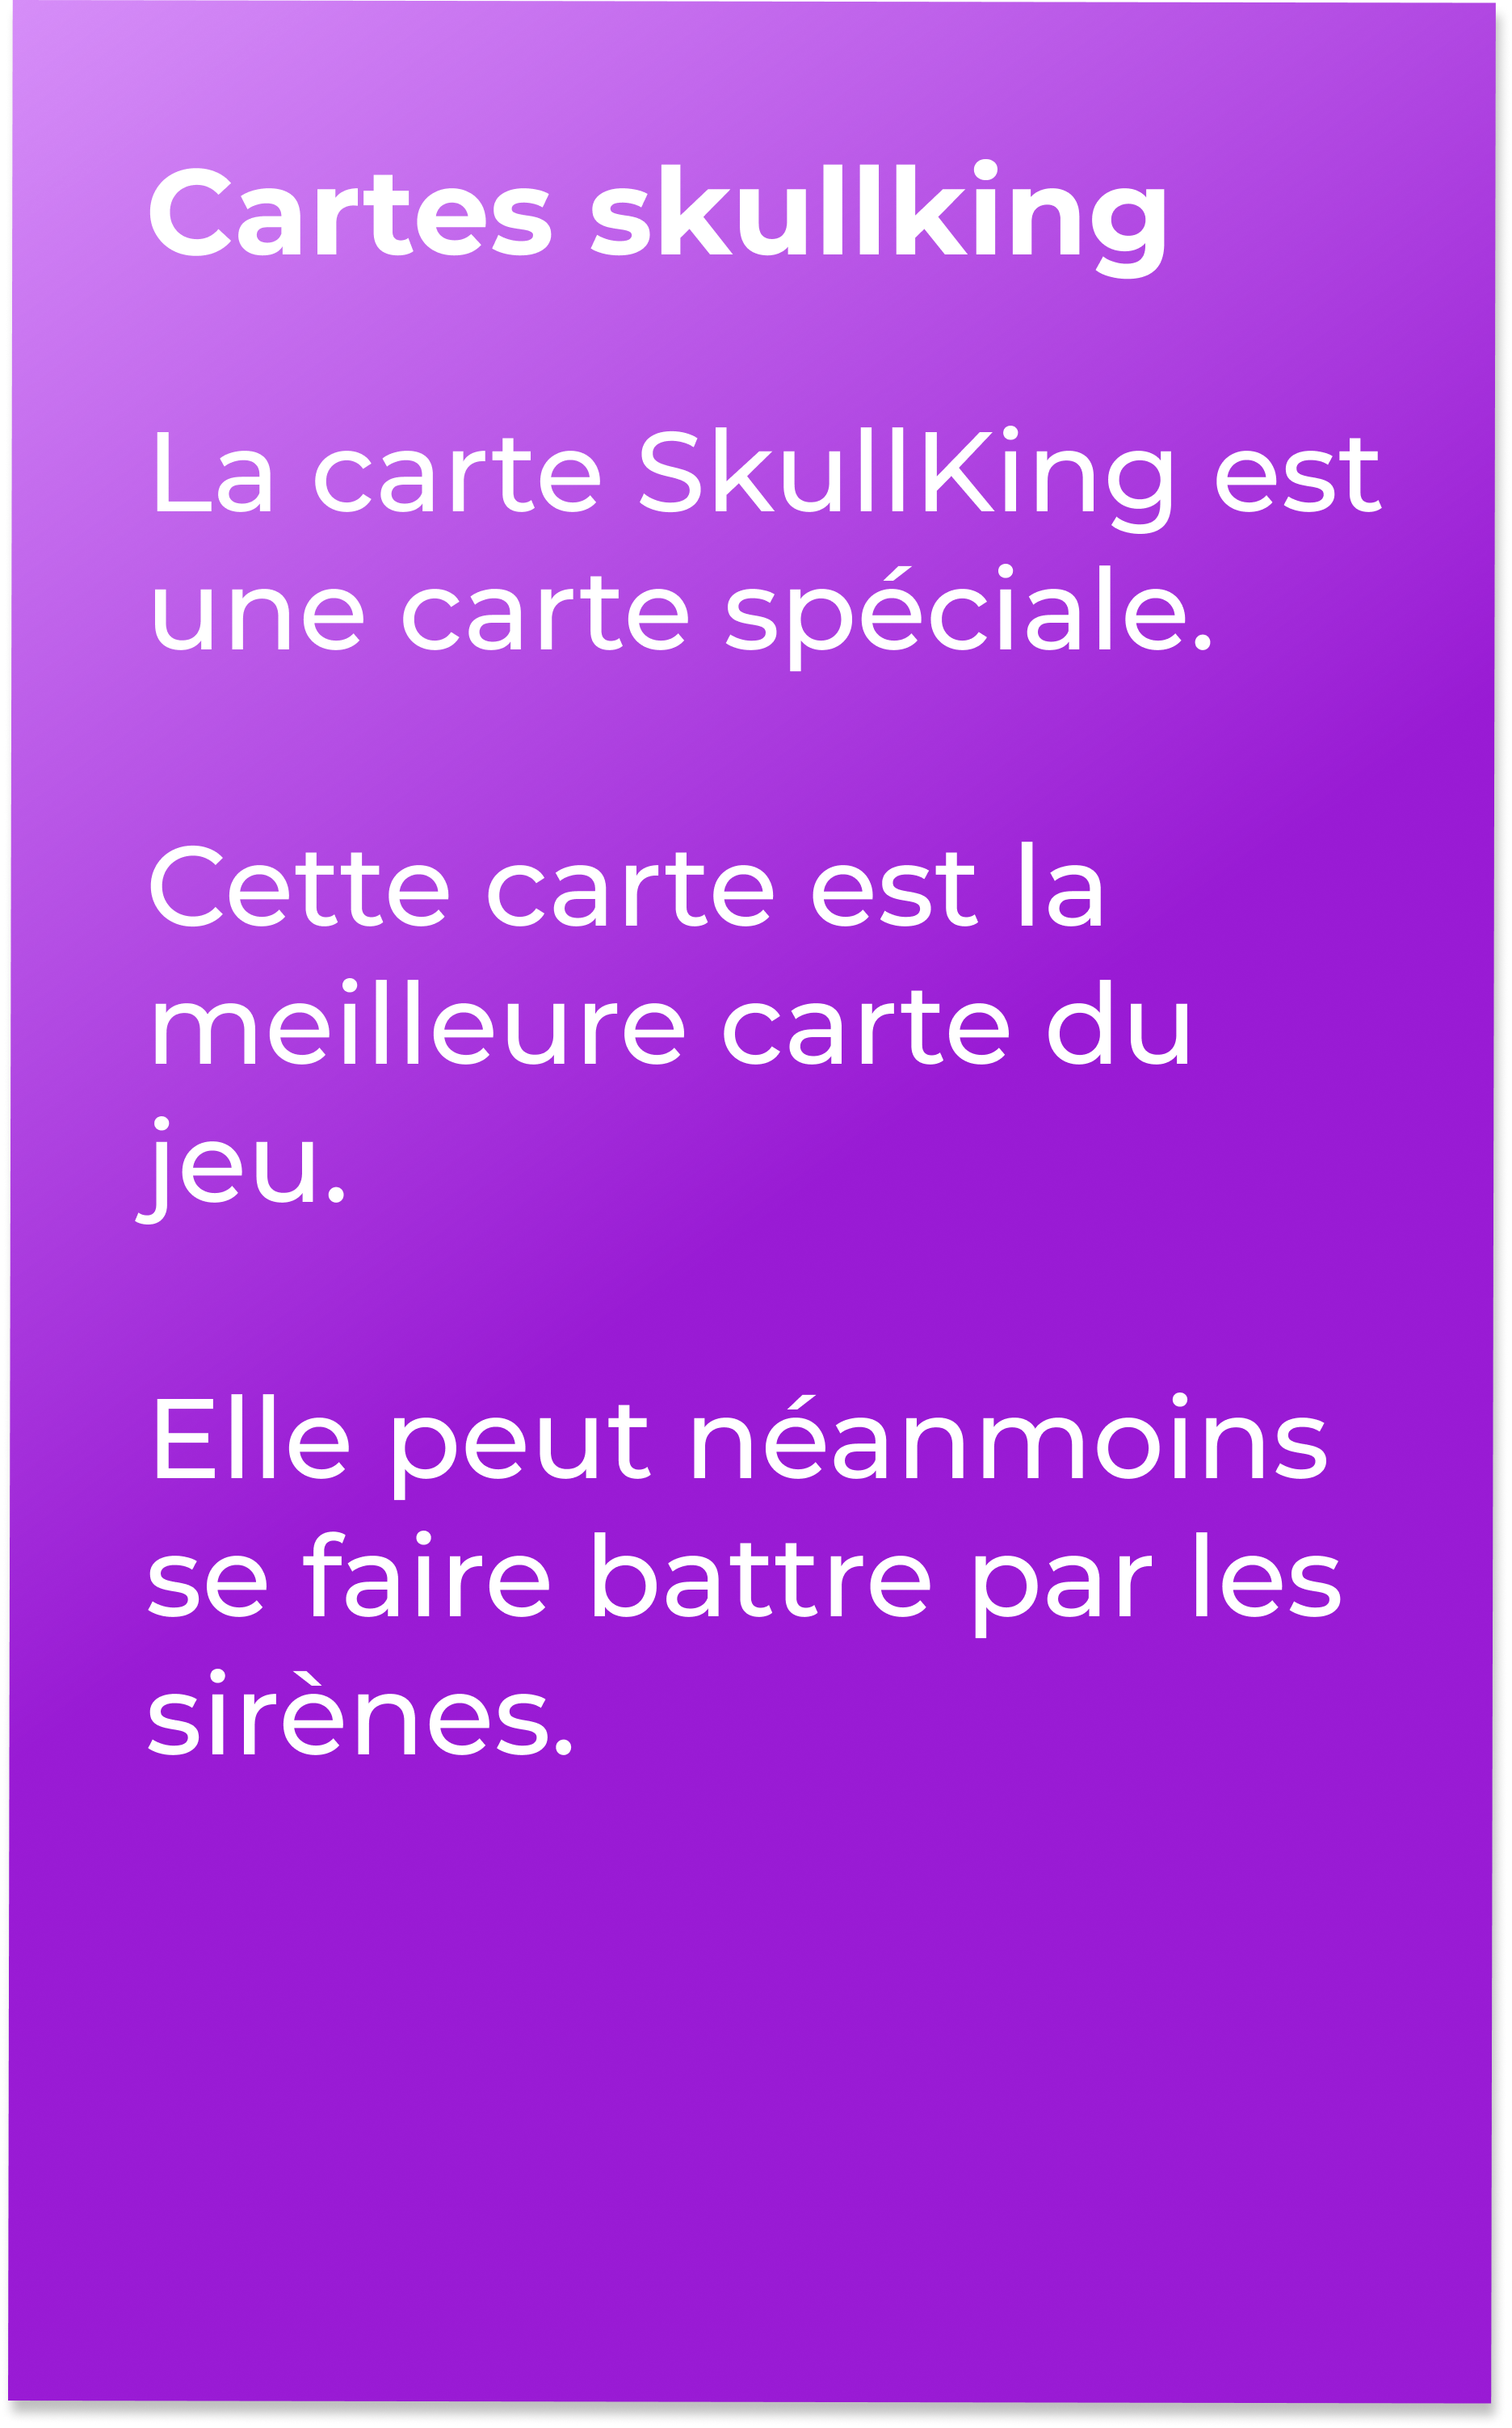 Cartes skullking
La carte SkullKing est
une carte spéciale.
Cette carte est la
meilleure carte du
jeu.
Elle peut néanmoins
se faire battre par les
sirènes.